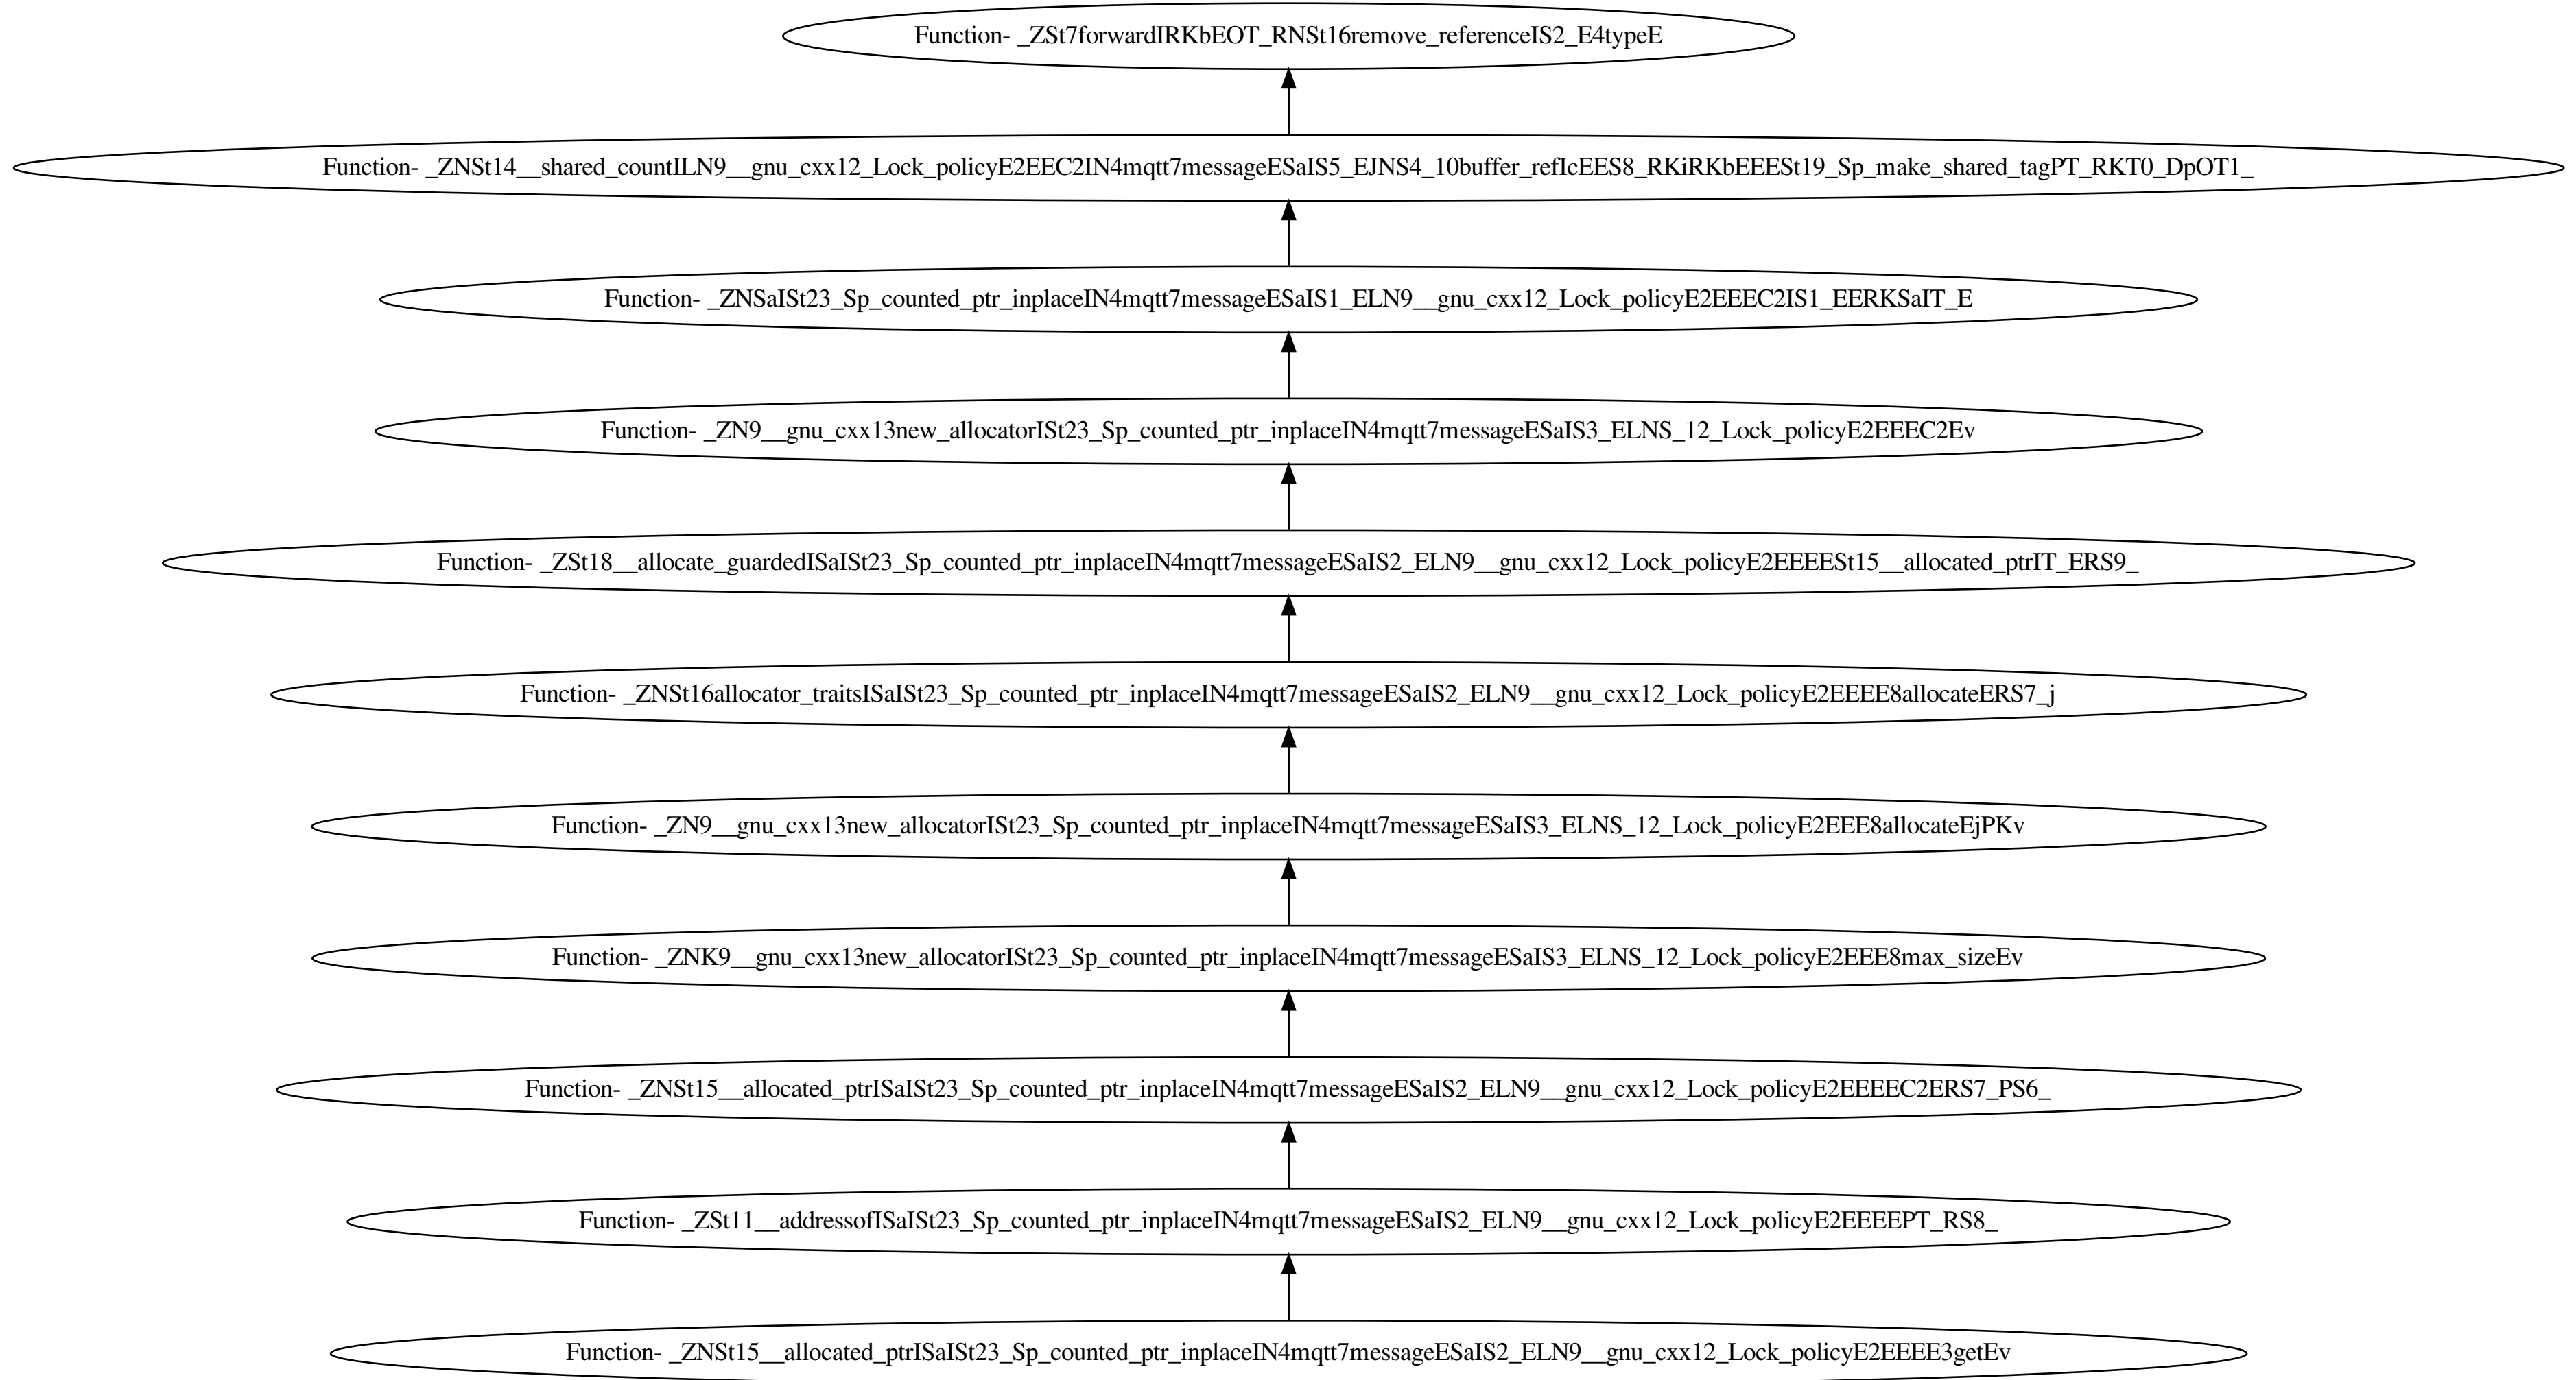 Function- _ZSt7forwardIRKbEOT_RNSt16remove_referenceIS2_E4typeE
Function- _ZNSt14__shared_countILN9__gnu_cxx12_Lock_policyE2EEC2IN4mqtt7messageESaIS5_EJNS4_10buffer_refIcEES8_RKiRKbEEESt19_Sp_make_shared_tagPT_RKT0_DpOT1_
Function- _ZNSaISt23_Sp_counted_ptr_inplaceIN4mqtt7messageESaIS1_ELN9__gnu_cxx12_Lock_policyE2EEEC2IS1_EERKSaIT_E
Function- _ZN9__gnu_cxx13new_allocatorISt23_Sp_counted_ptr_inplaceIN4mqtt7messageESaIS3_ELNS_12_Lock_policyE2EEEC2Ev
Function- _ZSt18__allocate_guardedISaISt23_Sp_counted_ptr_inplaceIN4mqtt7messageESaIS2_ELN9__gnu_cxx12_Lock_policyE2EEEESt15__allocated_ptrIT_ERS9_
Function- _ZNSt16allocator_traitsISaISt23_Sp_counted_ptr_inplaceIN4mqtt7messageESaIS2_ELN9__gnu_cxx12_Lock_policyE2EEEE8allocateERS7_j
Function- _ZN9__gnu_cxx13new_allocatorISt23_Sp_counted_ptr_inplaceIN4mqtt7messageESaIS3_ELNS_12_Lock_policyE2EEE8allocateEjPKv
Function- _ZNK9__gnu_cxx13new_allocatorISt23_Sp_counted_ptr_inplaceIN4mqtt7messageESaIS3_ELNS_12_Lock_policyE2EEE8max_sizeEv
Function- _ZNSt15__allocated_ptrISaISt23_Sp_counted_ptr_inplaceIN4mqtt7messageESaIS2_ELN9__gnu_cxx12_Lock_policyE2EEEEC2ERS7_PS6_
Function- _ZSt11__addressofISaISt23_Sp_counted_ptr_inplaceIN4mqtt7messageESaIS2_ELN9__gnu_cxx12_Lock_policyE2EEEEPT_RS8_
Function- _ZNSt15__allocated_ptrISaISt23_Sp_counted_ptr_inplaceIN4mqtt7messageESaIS2_ELN9__gnu_cxx12_Lock_policyE2EEEE3getEv